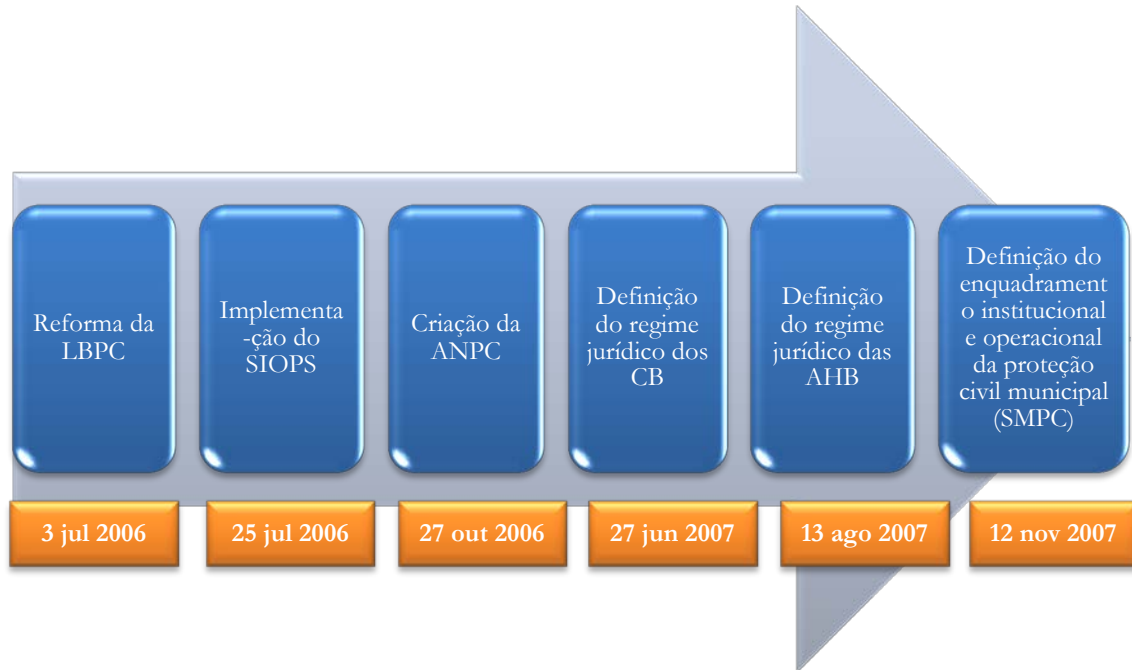 Reforma da
LBPC
Implementa
-ção do
SIOPS
Criação da
ANPC
Definição
do regime
jurídico dos
CB
Definição
do regime
jurídico das
AHB
Definição do
enquadrament
o institucional
e operacional
da proteção
civil municipal
(SMPC)
3 jul 2006
25 jul 2006
27 out 2006
27 jun 2007
13 ago 2007
12 nov 2007